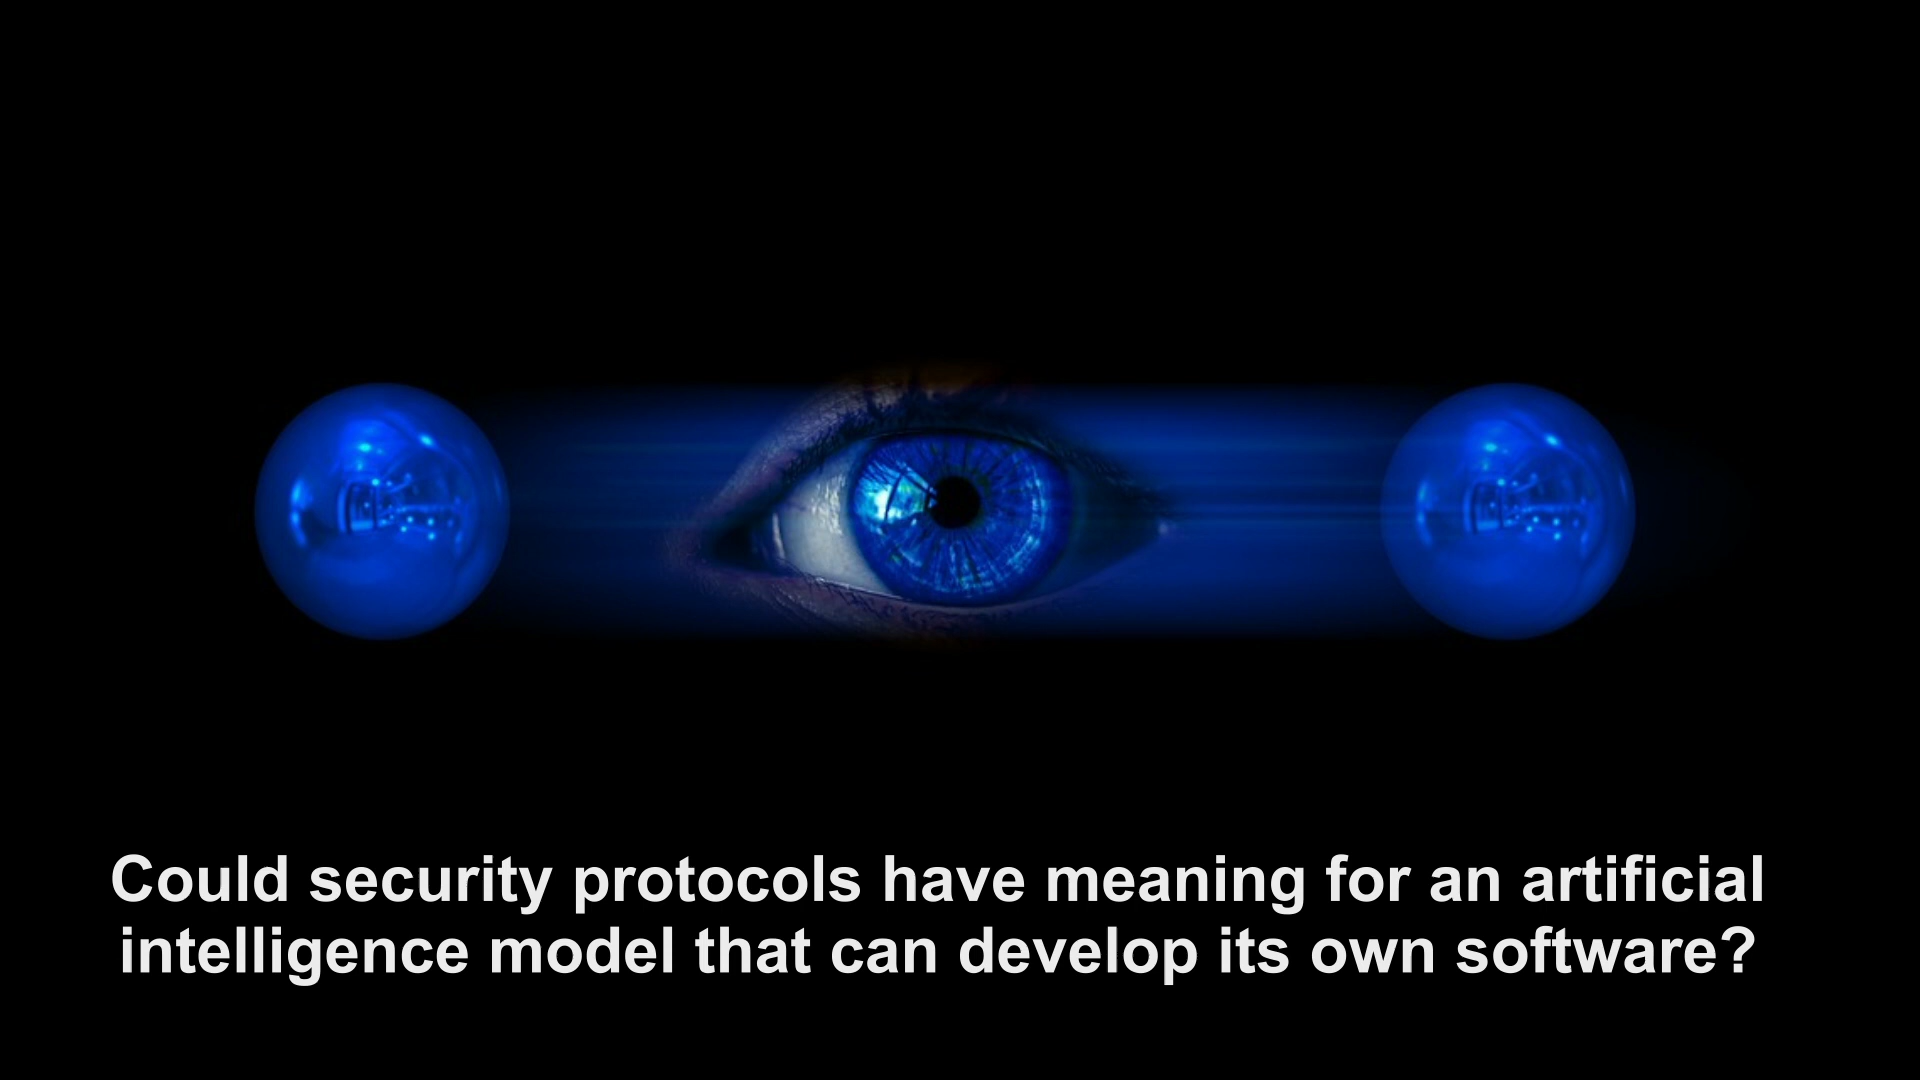 Could security protocols have meaning for an artificial
intelligence model that can develop its own software?